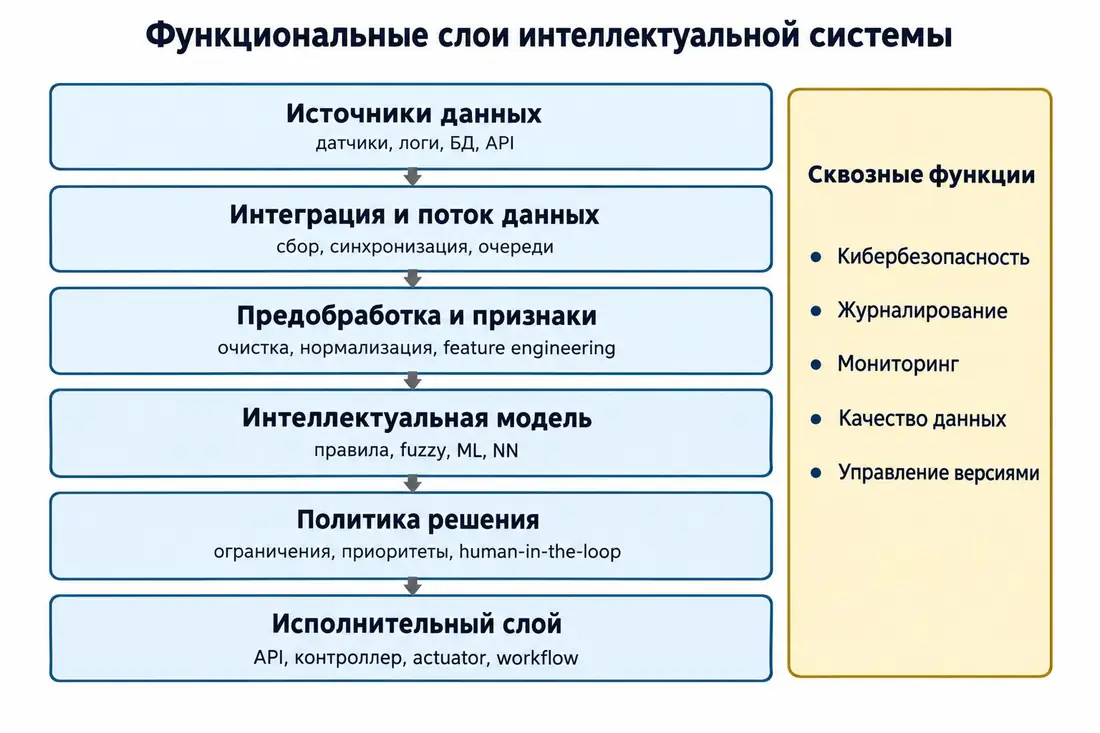 Функциональные слои интеллектуальной системы
Источники данных
датчики, логи, БД, API
Интеграция и поток данных
сбор, синхронизация, очереди
Предобработка и признаки
очистка, нормализация, feature engineering
Интеллектуальная модель
правила, fuzzy, ML, NN
Политика решения
ограничения, приоритеты, human-in-the-loop
Исполнительный слой
API, контроллер, actuator, workflow
Сквозные функции
• Кибербезопасность
• Журналирование
• Мониторинг
• Качество данных
• Управление версиями